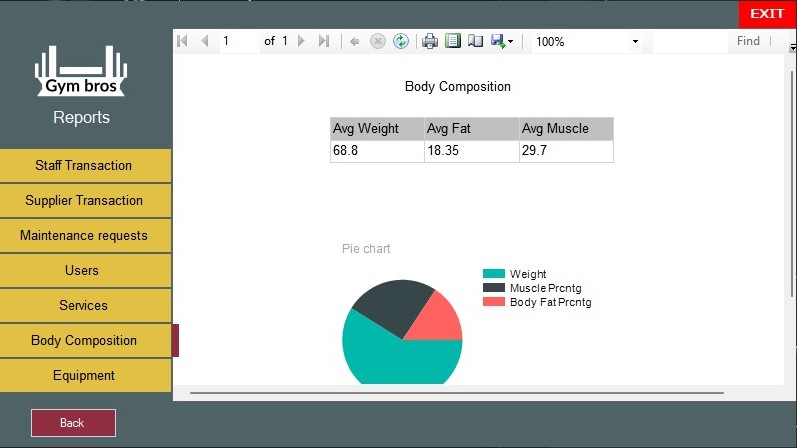 EXIT
1 of 1 100% Find
Gym bros
Reports
Staff Transaction
Supplier Transaction
Maintenance requests
Users
Services
Body Composition
Equipment
Back
Body Composition
Avg Weight Avg Fat Avg Muscle
68.8 18.35 29.7
Pie chart
Weight
Muscle Prcntg
Body Fat Prcntg